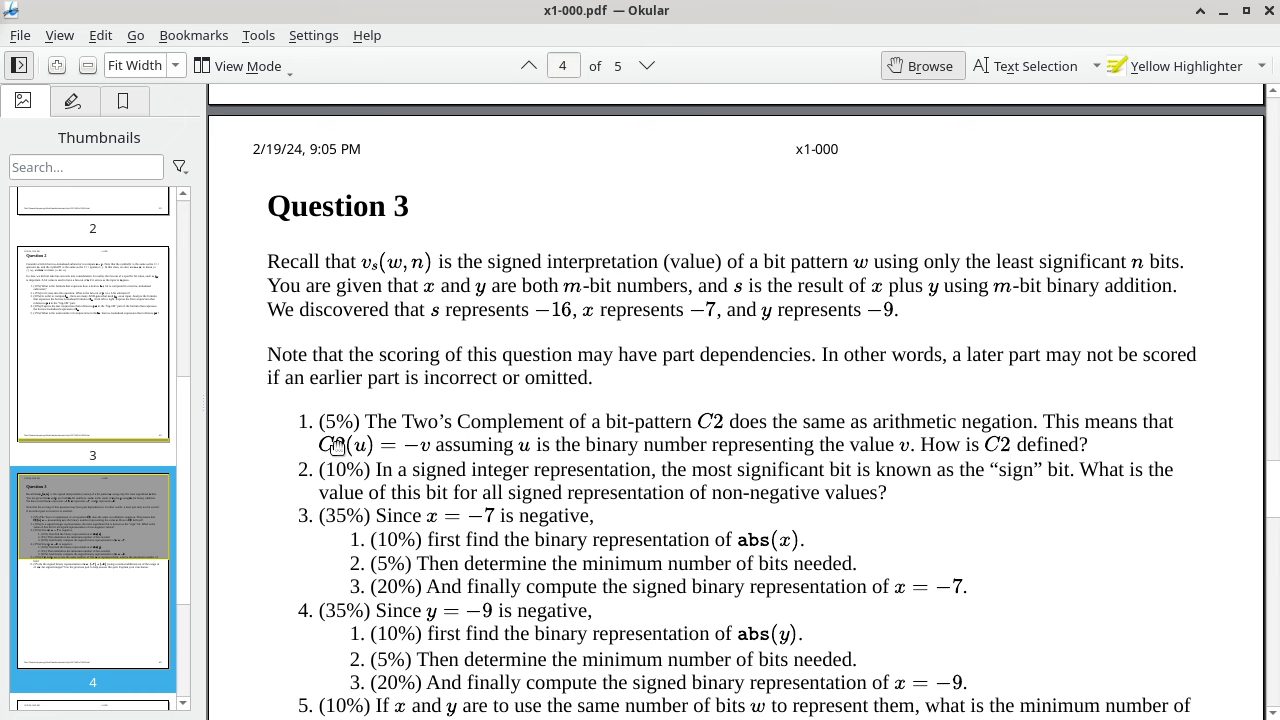 x1-000.pdf — Okular
File View Edit Go Bookmarks Tools Settings Help
Fit Width View Mode 4 of 5 Browse Text Selection Yellow Highlighter
Thumbnails
Search...
2
3
4
2/19/24, 9:05 PM x1-000
Question 3
Recall that v_s(w, n) is the signed interpretation (value) of a bit pattern w using only the least significant n bits.
You are given that x and y are both m-bit numbers, and s is the result of x plus y using m-bit binary addition.
We discovered that s represents −16, x represents −7, and y represents −9.
Note that the scoring of this question may have part dependencies. In other words, a later part may not be scored
if an earlier part is incorrect or omitted.
1. (5%) The Two’s Complement of a bit-pattern C2 does the same as arithmetic negation. This means that
C2(u) = −v assuming u is the binary number representing the value v. How is C2 defined?
2. (10%) In a signed integer representation, the most significant bit is known as the “sign” bit. What is the
value of this bit for all signed representation of non-negative values?
3. (35%) Since x = −7 is negative,
1. (10%) first find the binary representation of abs(x).
2. (5%) Then determine the minimum number of bits needed.
3. (20%) And finally compute the signed binary representation of x = −7.
4. (35%) Since y = −9 is negative,
1. (10%) first find the binary representation of abs(y).
2. (5%) Then determine the minimum number of bits needed.
3. (20%) And finally compute the signed binary representation of x = −9.
5. (10%) If x and y are to use the same number of bits w to represent them, what is the minimum number of